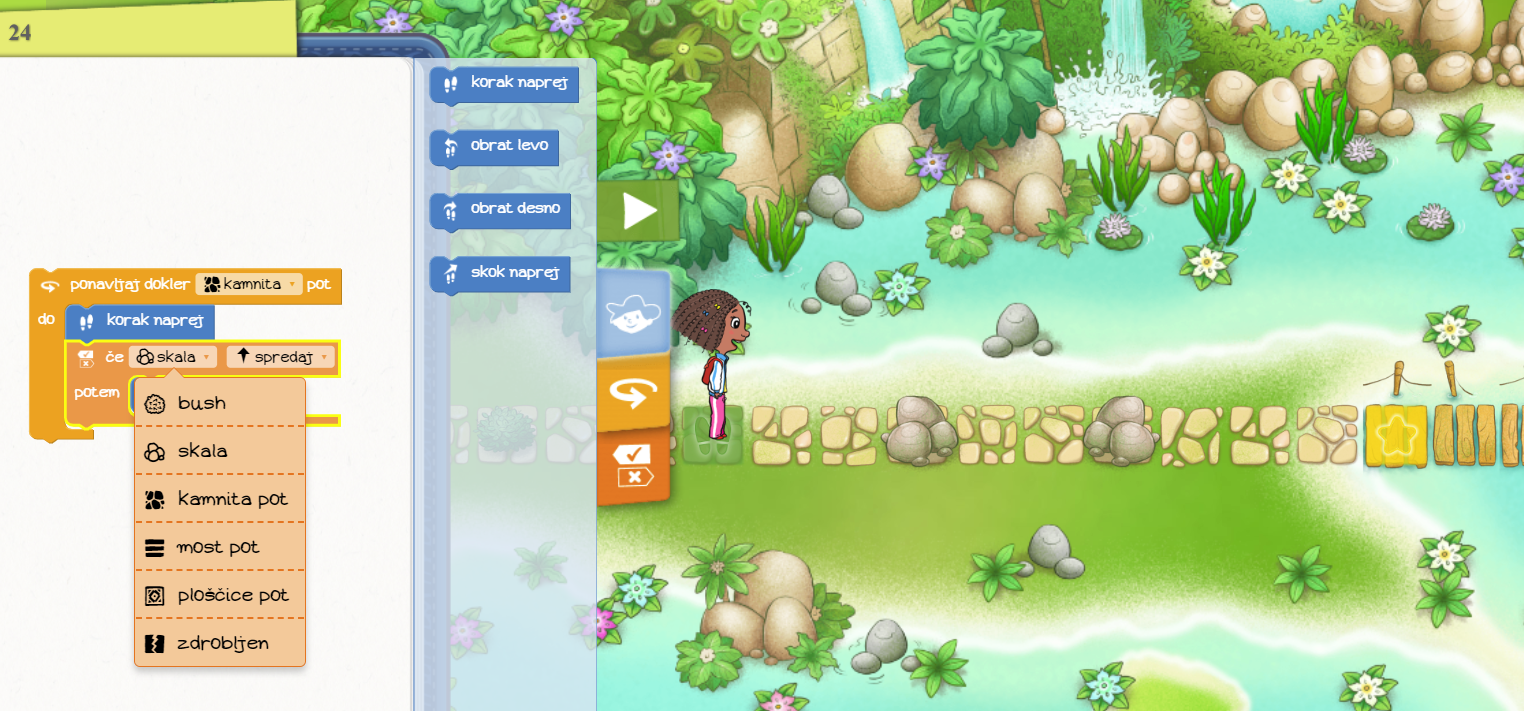 24
korak naprej
obrat levo
obrat desno
skok naprej
ponavljaj dokler kamnita pot
do
korak naprej
če skala spredaj
potem
bush
skala
kamnita pot
most pot
ploščice pot
zdrobljen